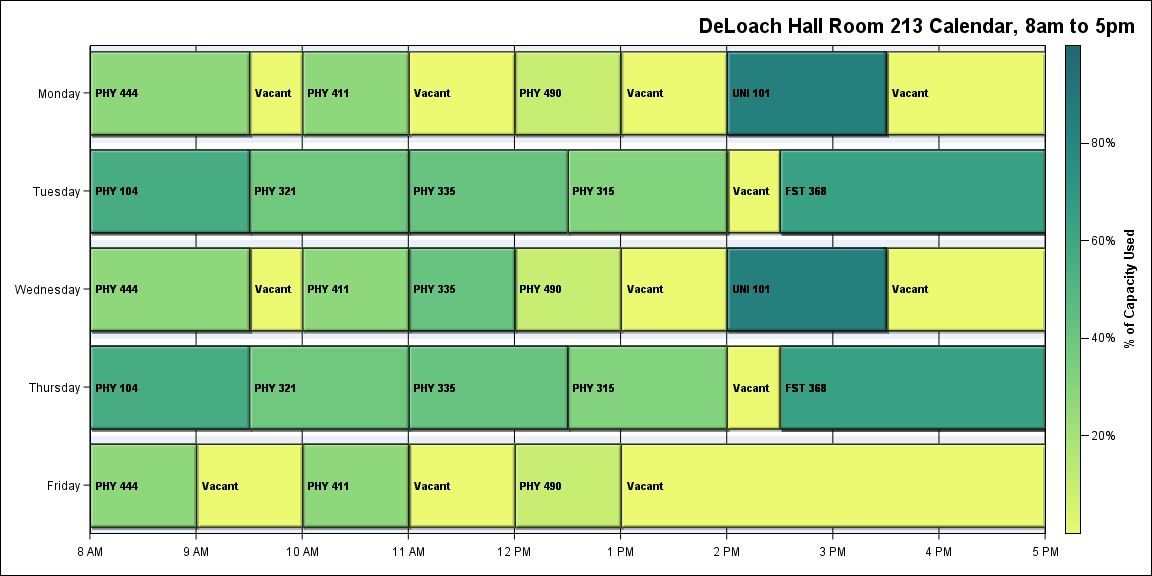 DeLoach Hall Room 213 Calendar, 8am to 5pm
Monday
PHY 444
Vacant
PHY 411
Vacant
PHY 490
Vacant
UNI 101
Vacant
Tuesday
PHY 104
PHY 321
PHY 335
PHY 315
Vacant
FST 368
Wednesday
PHY 444
Vacant
PHY 411
PHY 335
PHY 490
Vacant
UNI 101
Vacant
Thursday
PHY 104
PHY 321
PHY 335
PHY 315
Vacant
FST 368
Friday
PHY 444
Vacant
PHY 411
Vacant
PHY 490
Vacant
8 AM
9 AM
10 AM
11 AM
12 PM
1 PM
2 PM
3 PM
4 PM
5 PM
80%
60%
40%
20%
% of Capacity Used